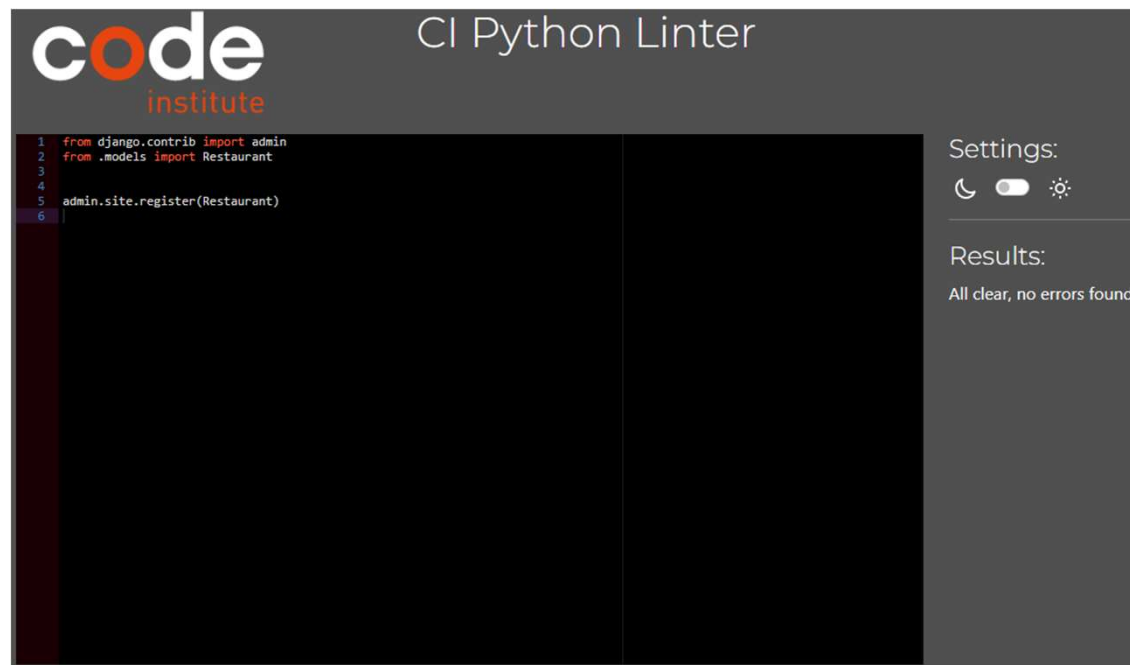 code
institute
CI Python Linter
1 from django.contrib import admin
2 from .models import Restaurant
3
4
5 admin.site.register(Restaurant)
6
Settings:
Results:
All clear, no errors found